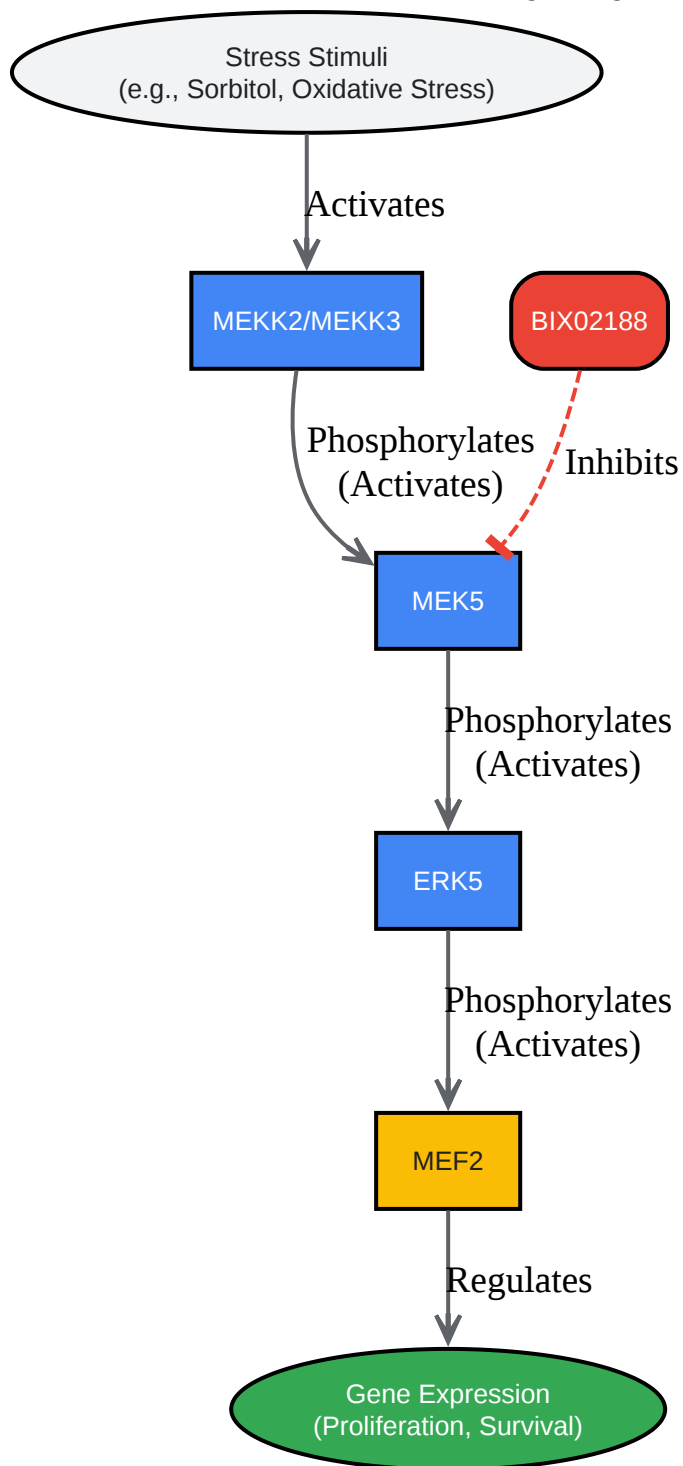 Stress Stimuli
(e.g., Sorbitol, Oxidative Stress)
Activates
MEKK2/MEKK3
BIX02188
Phosphorylates
(Activates)
Inhibits
MEK5
Phosphorylates
(Activates)
ERK5
Phosphorylates
(Activates)
MEF2
Regulates
Gene Expression
(Proliferation, Survival)